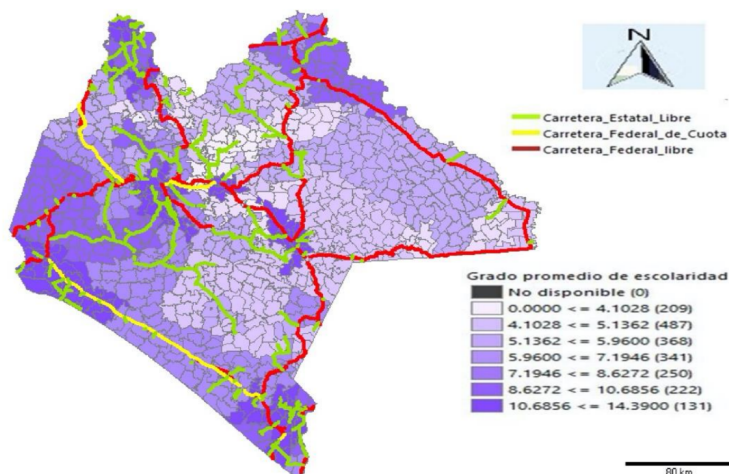 N
Carretera_Estatal_Libre
Carretera_Federal_de_Cuota
Carretera_Federal_libre
Grado promedio de escolaridad
No disponible (0)
0.0000 <= 4.1028 (209)
4.1028 <= 5.1362 (487)
5.1362 <= 5.9600 (368)
5.9600 <= 7.1946 (341)
7.1946 <= 8.6272 (250)
8.6272 <= 10.6856 (222)
10.6856 <= 14.3900 (131)
80 km